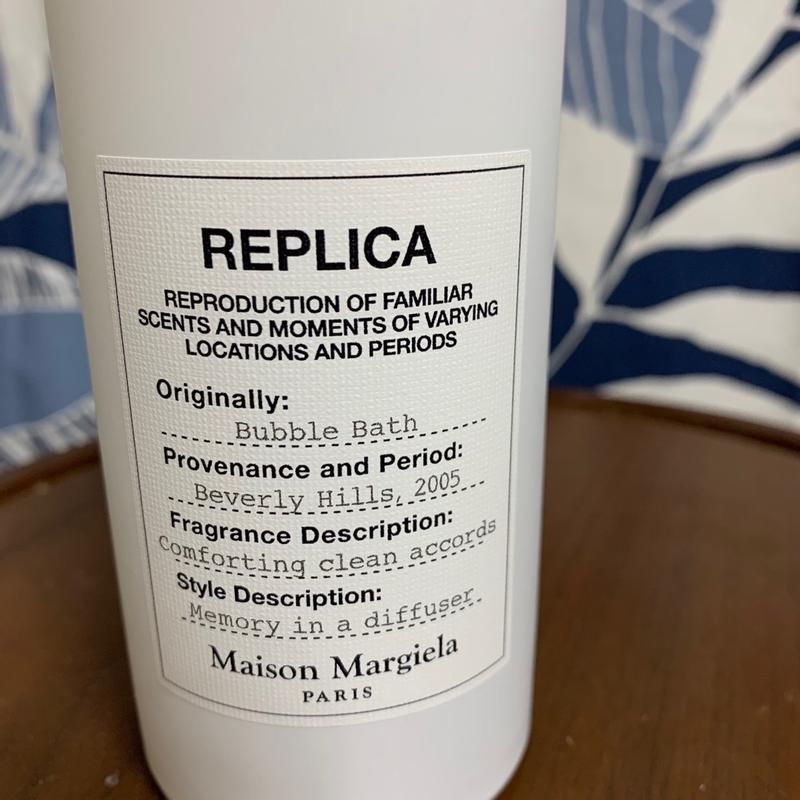 REPLICA
REPRODUCTION OF FAMILIAR
SCENTS AND MOMENTS OF VARYING
LOCATIONS AND PERIODS
Originally:
Bubble Bath
Provenance and Period:
Beverly Hills, 2005
Fragrance Description:
Comforting clean accords
Style Description:
Memory in a diffuser
Maison Margiela
PARIS